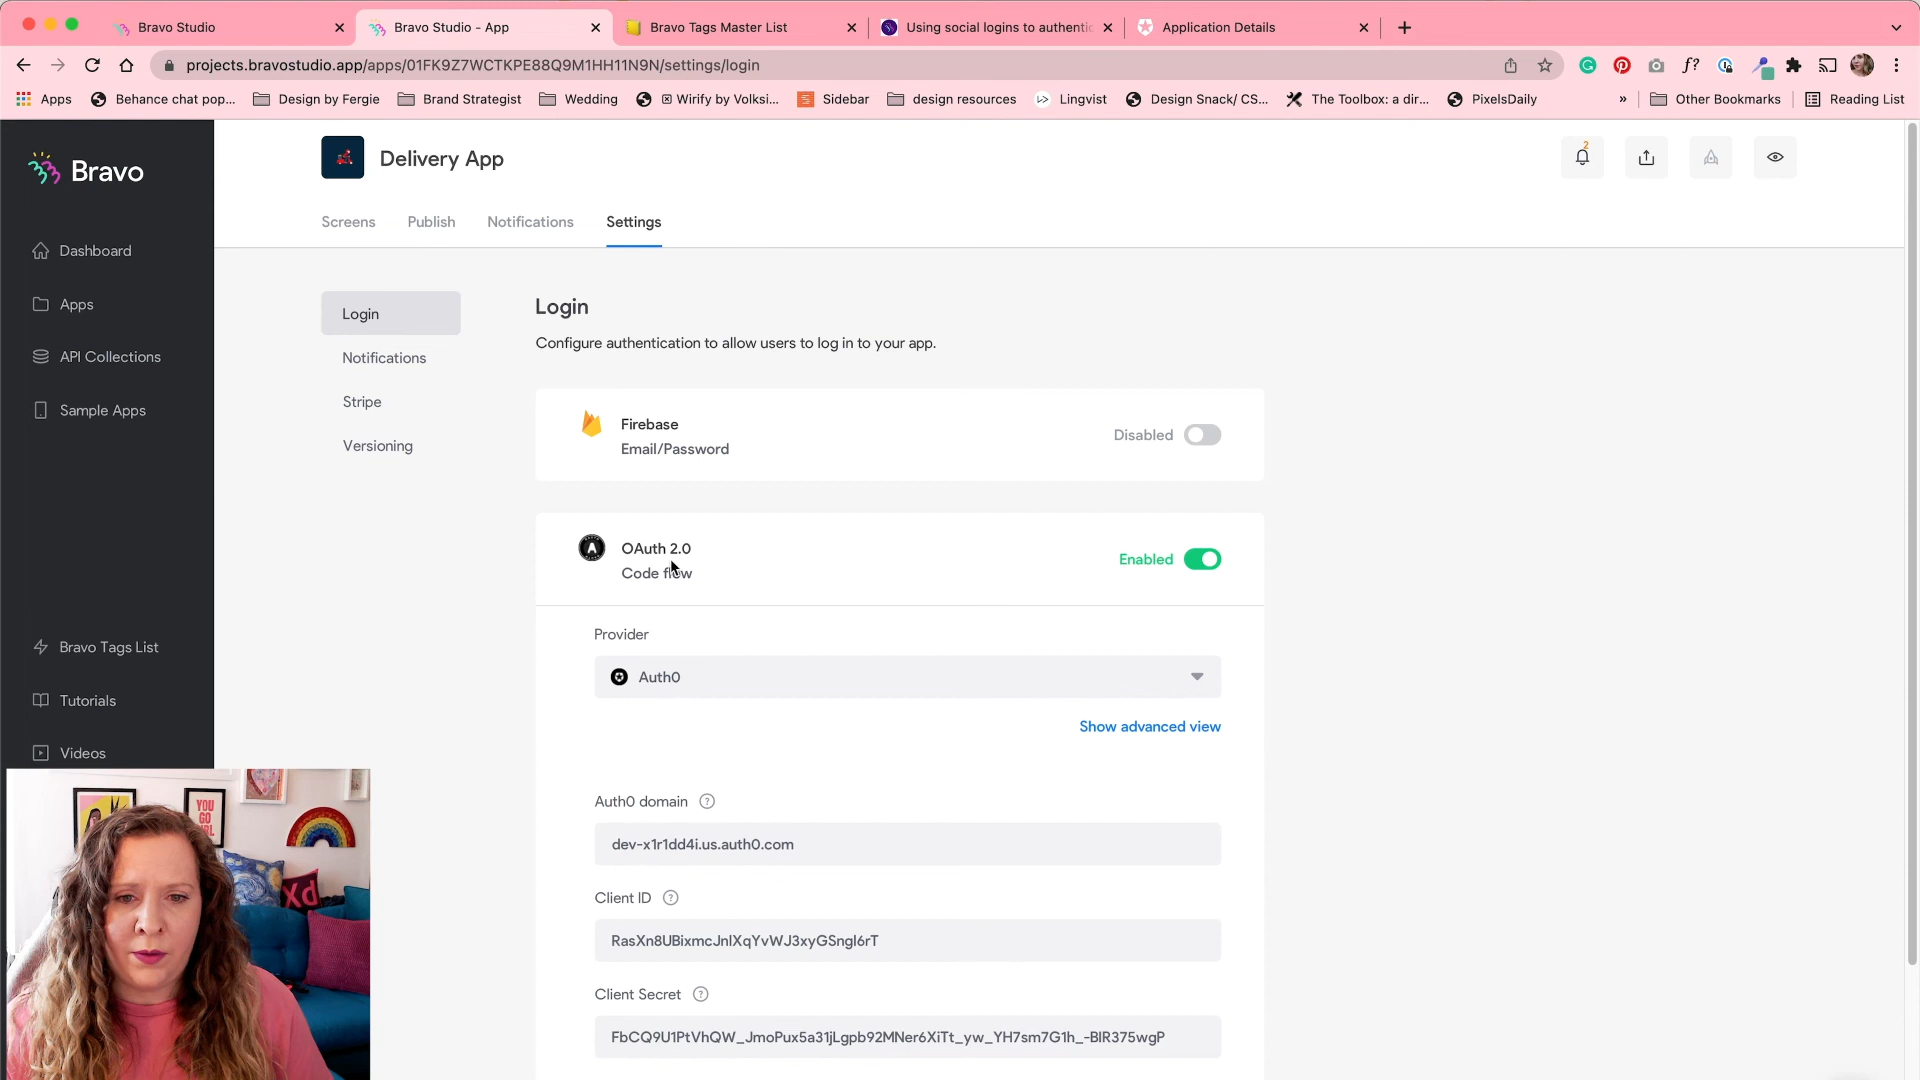 Bravo Studio
Bravo Studio - App
Bravo Tags Master List
Using social logins to authentic
Application Details
projects.bravostudio.app/apps/01FK9Z7WCTKPE88Q9M1HH11N9N/settings/login
f?
Apps
Behance chat pop...
Design by Fergie
Brand Strategist
Wedding
Wirify by Volksi...
Sidebar
design resources
Lingvist
Design Snack/ CS...
The Toolbox: a dir...
PixelsDaily
»
Other Bookmarks
Reading List
Bravo
Delivery App
2
Screens
Publish
Notifications
Settings
Dashboard
Apps
API Collections
Sample Apps
Bravo Tags List
Tutorials
Videos
Login
Notifications
Stripe
Versioning
Login
Configure authentication to allow users to log in to your app.
Firebase
Email/Password
Disabled
OAuth 2.0
Code flow
Enabled
Provider
Auth0
Show advanced view
Auth0 domain ?
dev-x1r1dd4i.us.auth0.com
Client ID ?
RasXn8UBixmcJnlXqYvWJ3xyGSngl6rT
Client Secret ?
FbCQ9U1PtVhQW_JmoPux5a31jLgpb92MNer6XiTt_yw_YH7sm7G1h_-BIR375wgP
YOU
GO
Xd